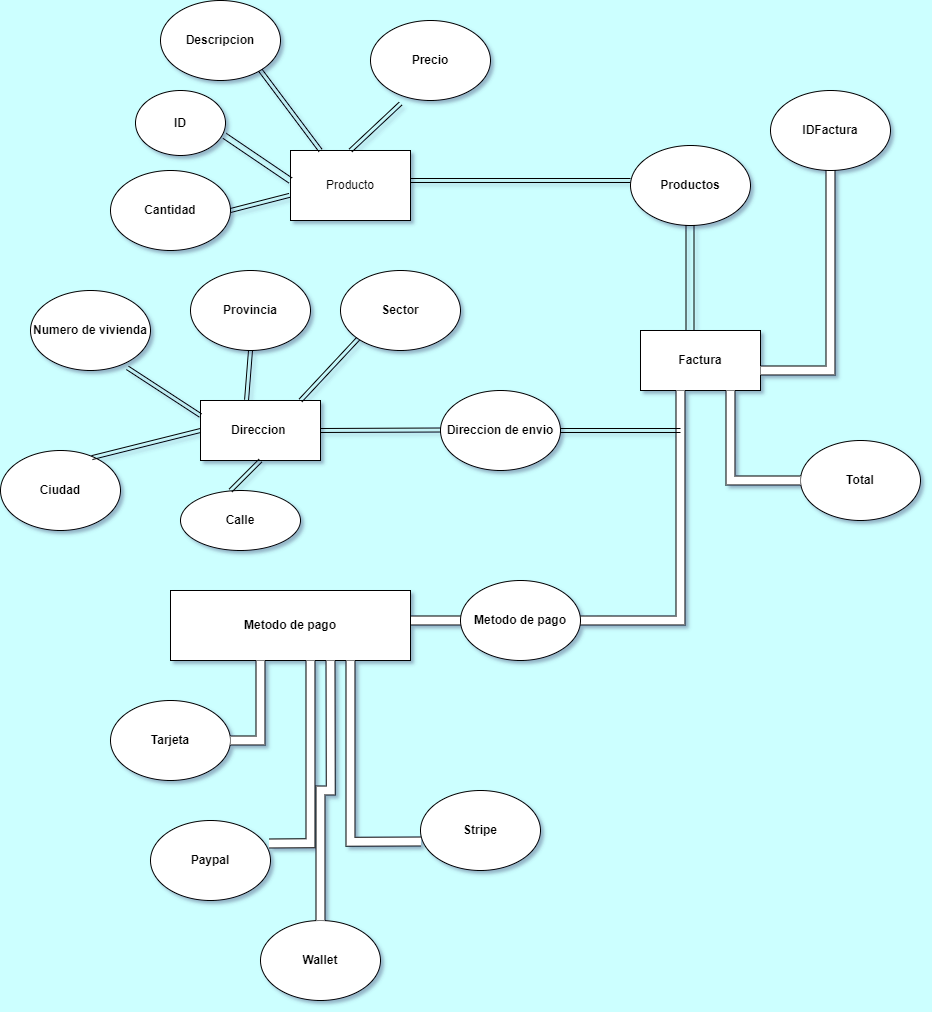 Descripcion
Precio
ID
IDFactura
Cantidad
Producto
Productos
Numero de vivienda
Provincia
Sector
Factura
Direccion
Direccion de envio
Ciudad
Total
Calle
Metodo de pago
Metodo de pago
Tarjeta
Stripe
Paypal
Wallet